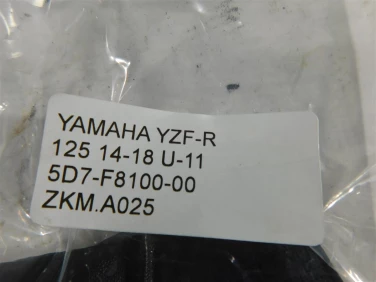 YAMAHA YZF-R
125 14-18 U-11
5D7-F8100-00
ZKM.A025